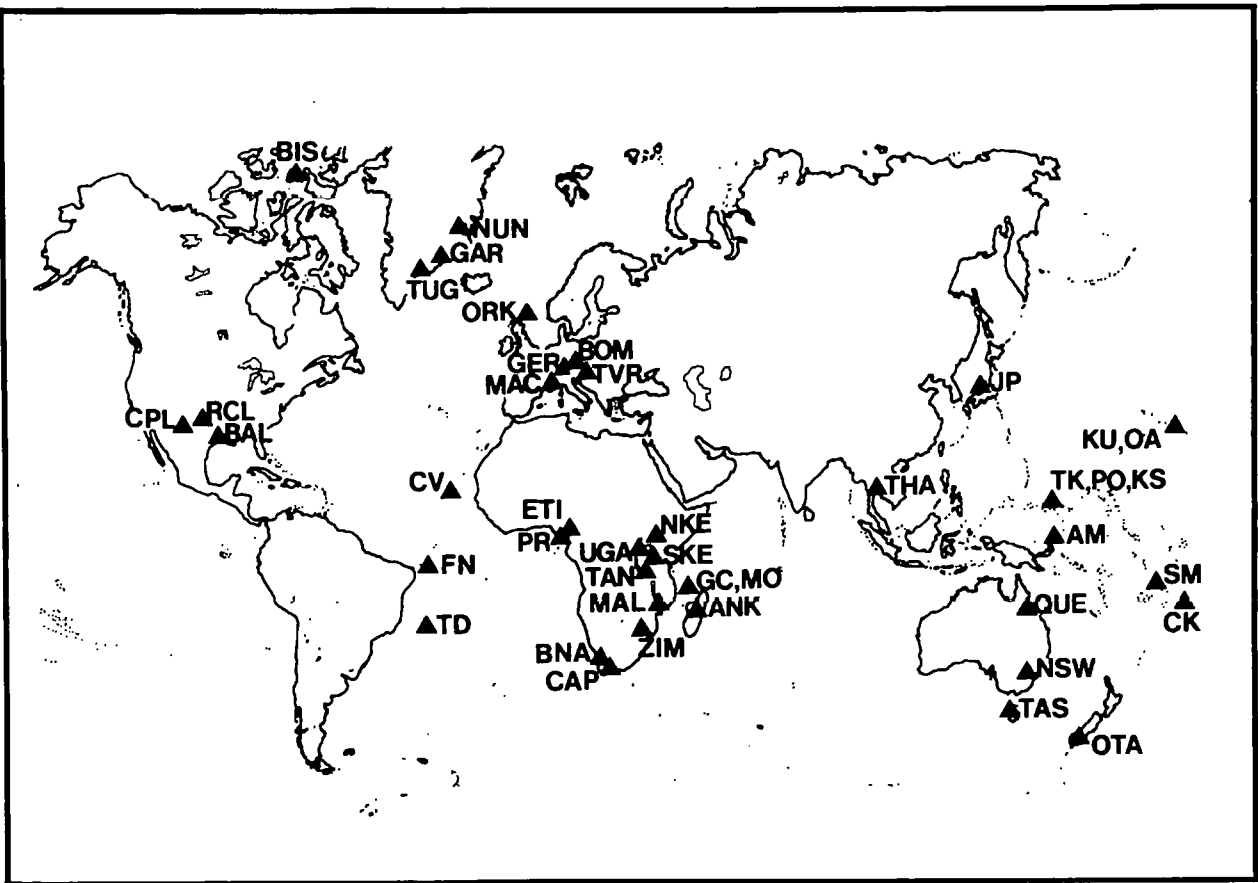 BIS
NUN
GAR
TUG
ORK
BOM
GER
TVR
MAC
JP
RCL
CPL
BAL
KU,OA
CV
THA
TK,PO,KS
ETI
NKE
PR
AM
UGA
SKE
FN
TAN
GC,MO
SM
MAL
ANK
QUE
CK
TD
ZIM
BNA
CAP
NSW
TAS
OTA